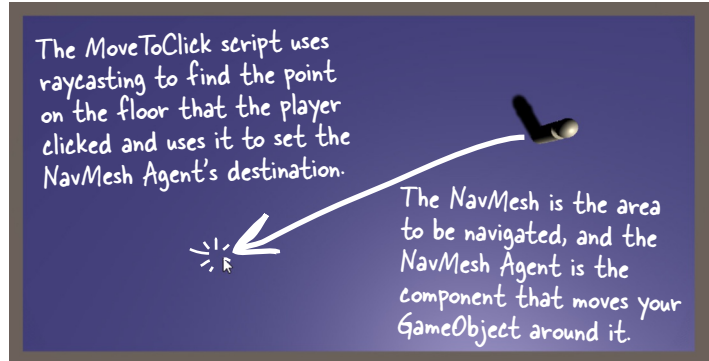 The MoveToClick script uses
raycasting to find the point
on the floor that the player
clicked and uses it to set the
NavMesh Agent's destination.
The NavMesh is the area
to be navigated, and the
NavMesh Agent is the
component that moves your
GameObject around it.